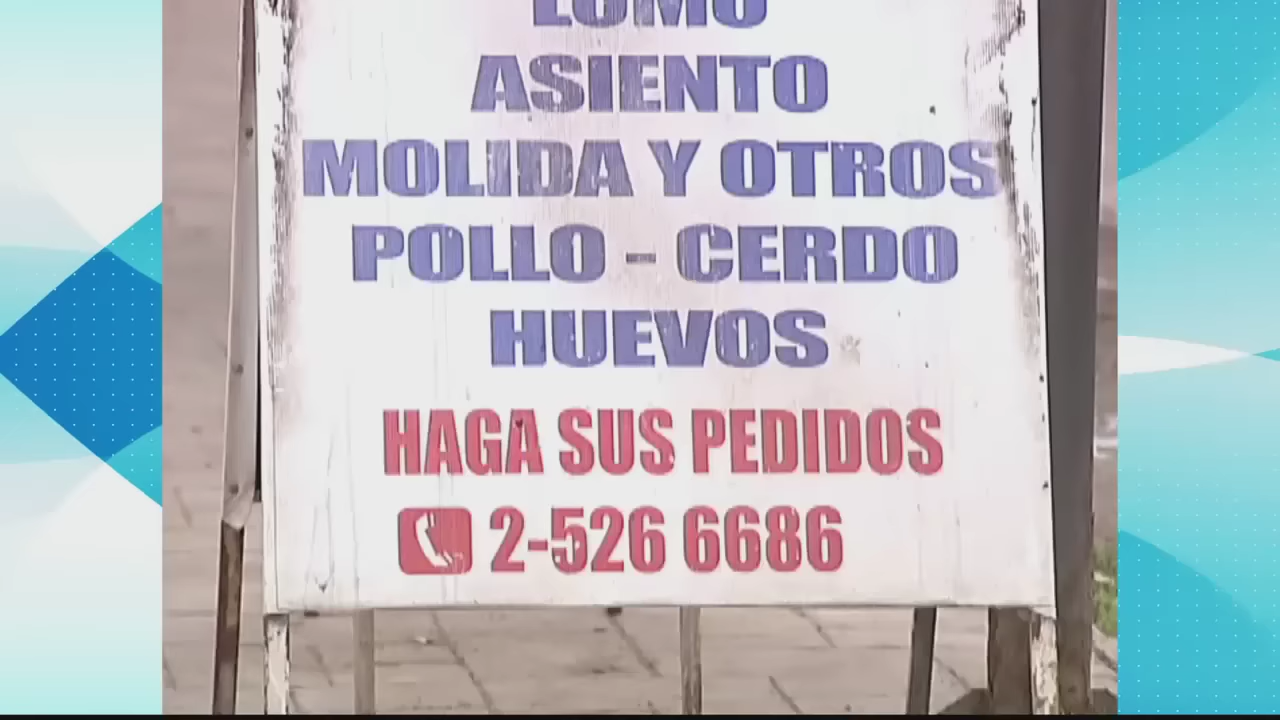 LOMO
ASIENTO
MOLIDA Y OTROS
POLLO - CERDO
HUEVOS
HAGA SUS PEDIDOS
2-526 6686